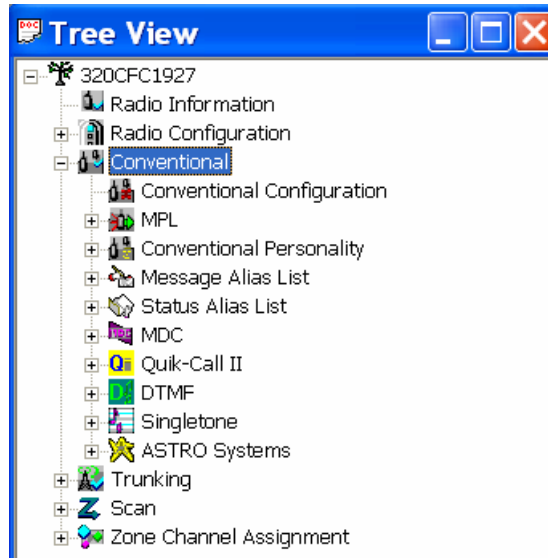 Tree View
320CFC1927
Radio Information
Radio Configuration
Conventional
Conventional Configuration
MPL
Conventional Personality
Message Alias List
Status Alias List
MDC
Quik-Call II
DTMF
Singletone
ASTRO Systems
Trunking
Scan
Zone Channel Assignment